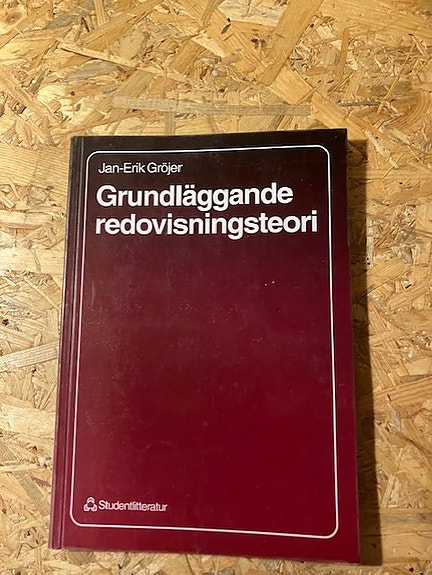 Jan-Erik Gröjer
Grundläggande
redovisningsteori
Studentlitteratur